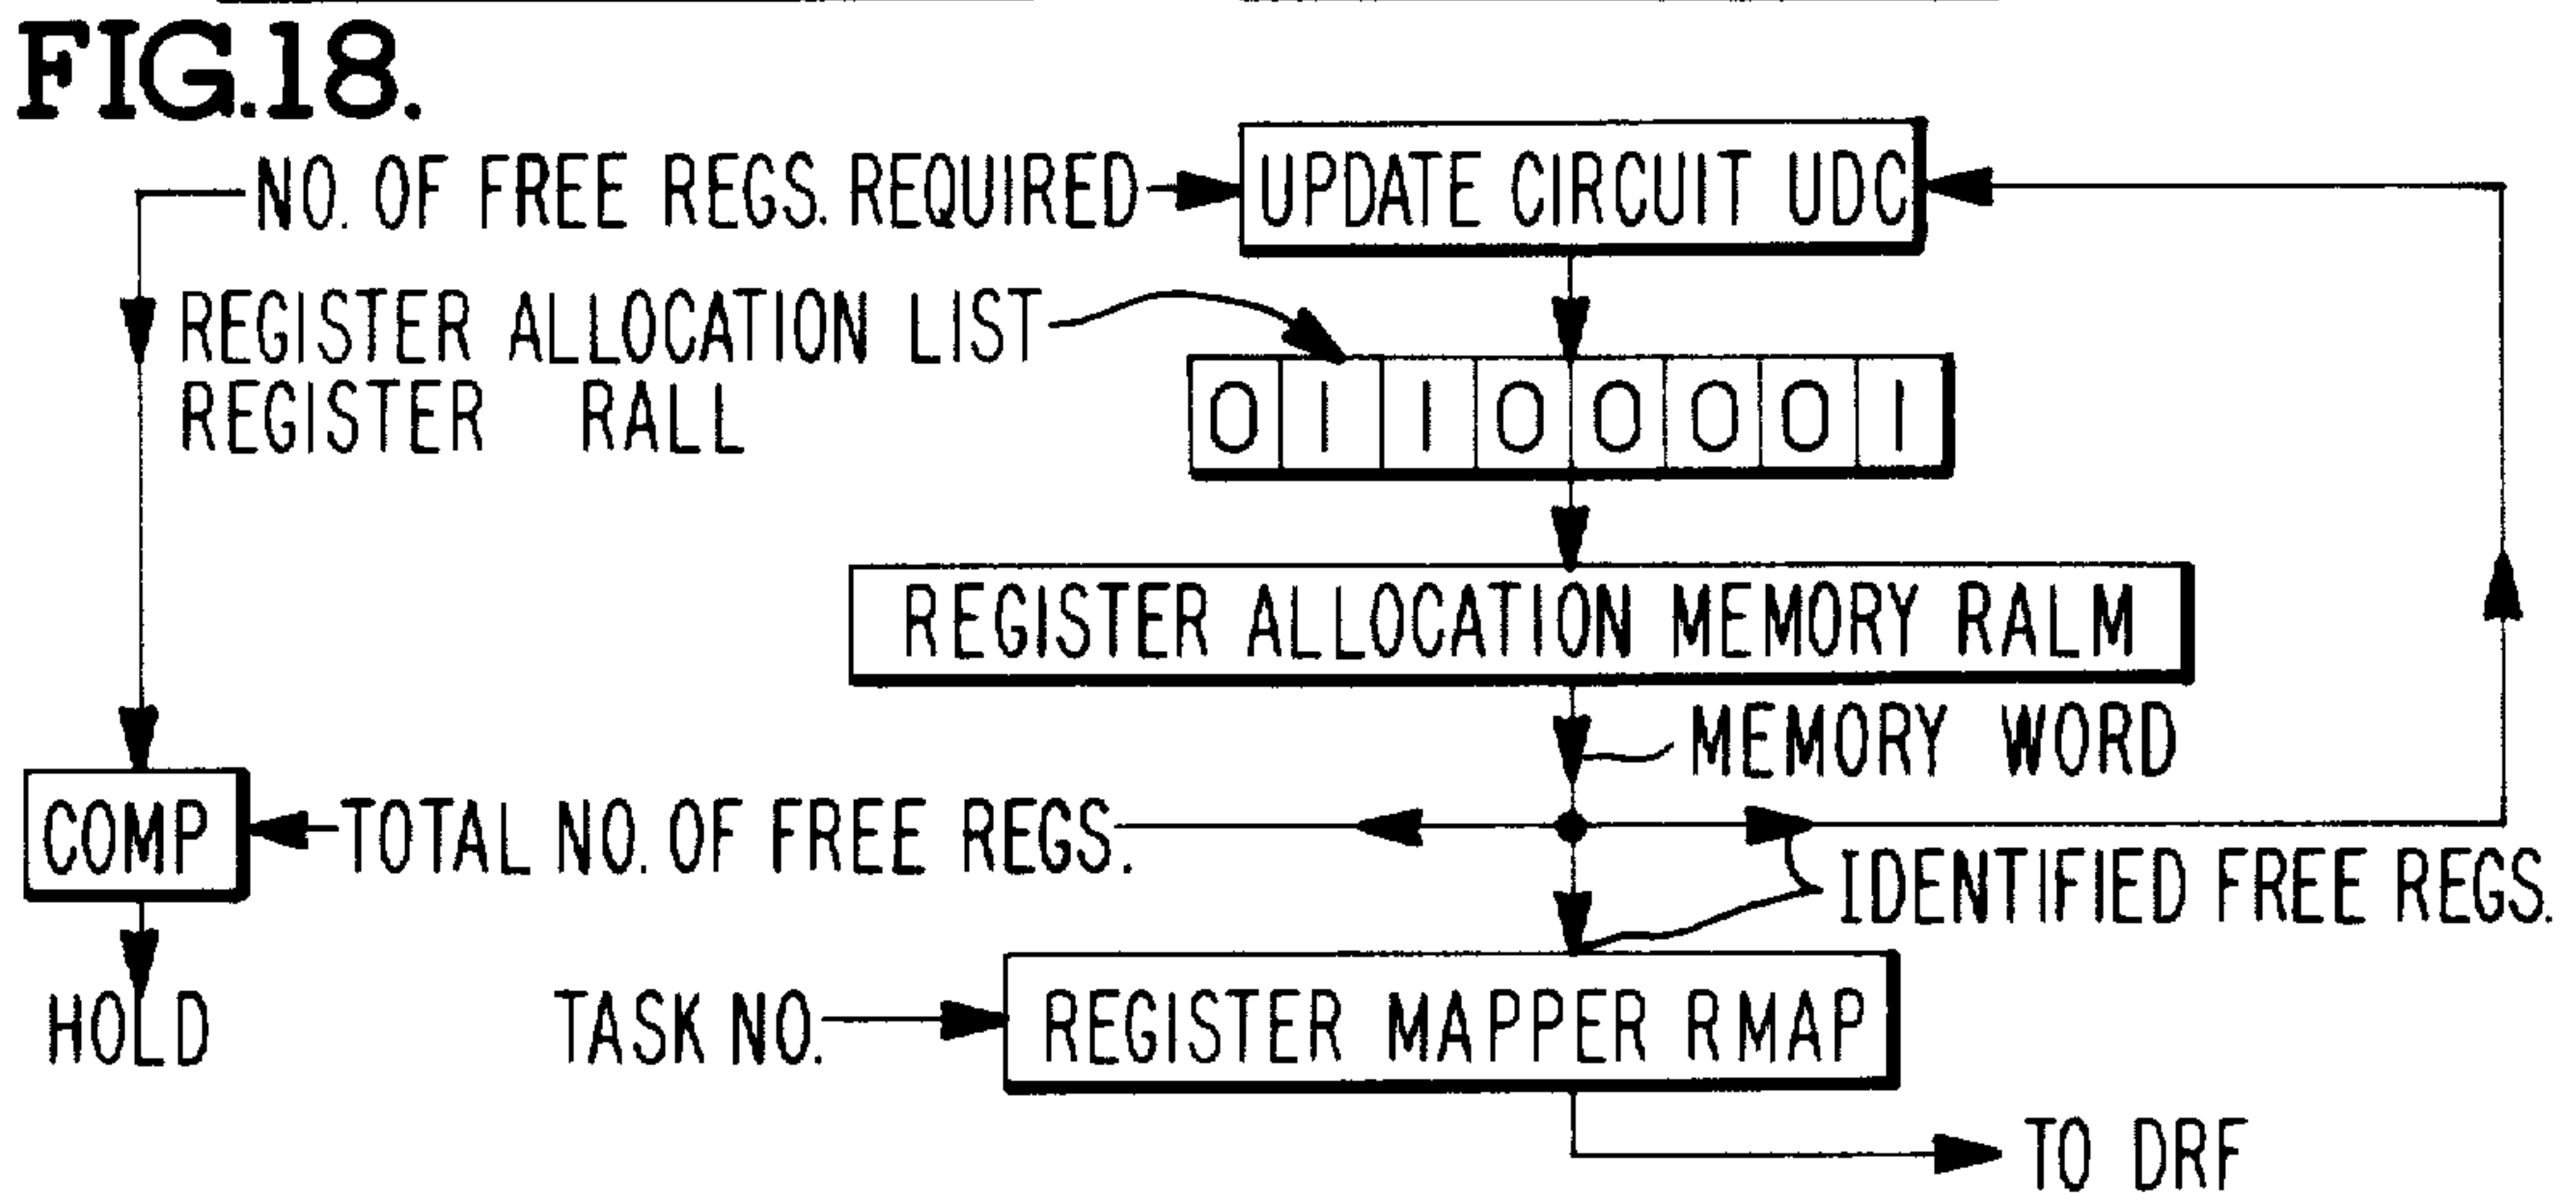 FIG.18.
NO. OF FREE REGS. REQUIRED
UPDATE CIRCUIT UDC
REGISTER ALLOCATION LIST
REGISTER RALL
0 1 1 0 0 0 0 1
REGISTER ALLOCATION MEMORY RALM
MEMORY WORD
COMP
TOTAL NO. OF FREE REGS.
IDENTIFIED FREE REGS.
HOLD
TASK NO.
REGISTER MAPPER RMAP
TO DRF